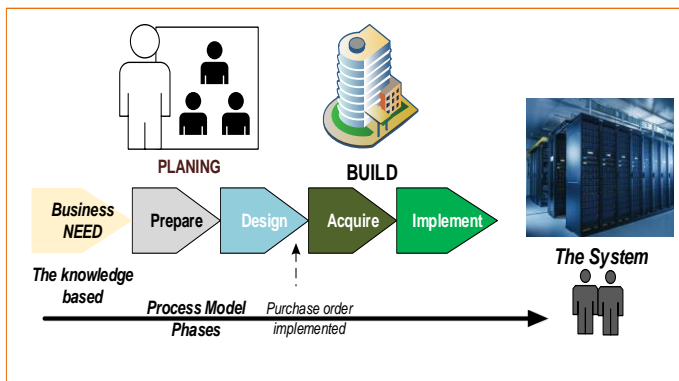 PLANING
BUILD
Business
NEED
Prepare
Design
Acquire
Implement
The System
The knowledge
based
Process Model
Phases
Purchase order
implemented